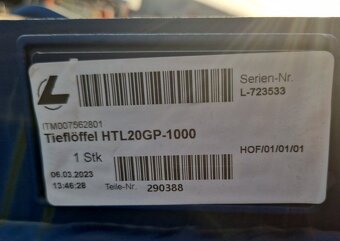 Serien-Nr.
L-723533
ITM007562801
Tieflöffel HTL20GP-1000
1 Stk
HOF/01/01/01
06.03.2023
13:46:28
Teile-Nr.
290388